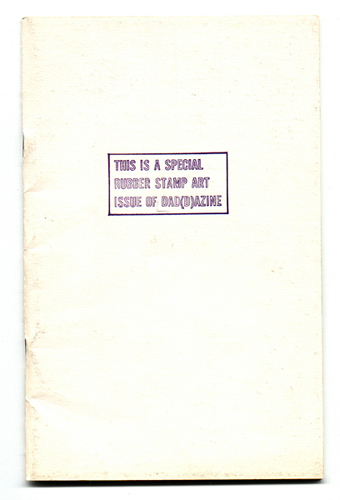 THIS IS A SPECIAL
RUBBER STAMP ART
ISSUE OF DAD(D)AZINE